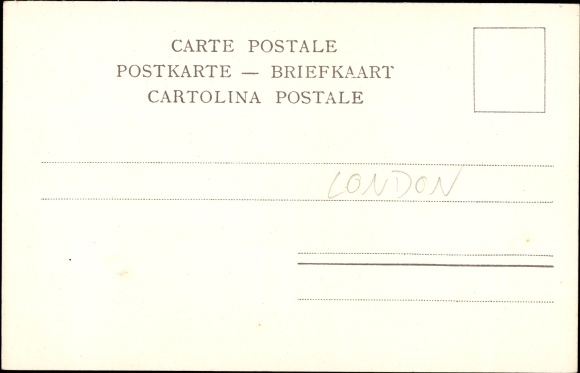 CARTE POSTALE
POSTKARTE — BRIEFKAART
CARTOLINA POSTALE
LONDON